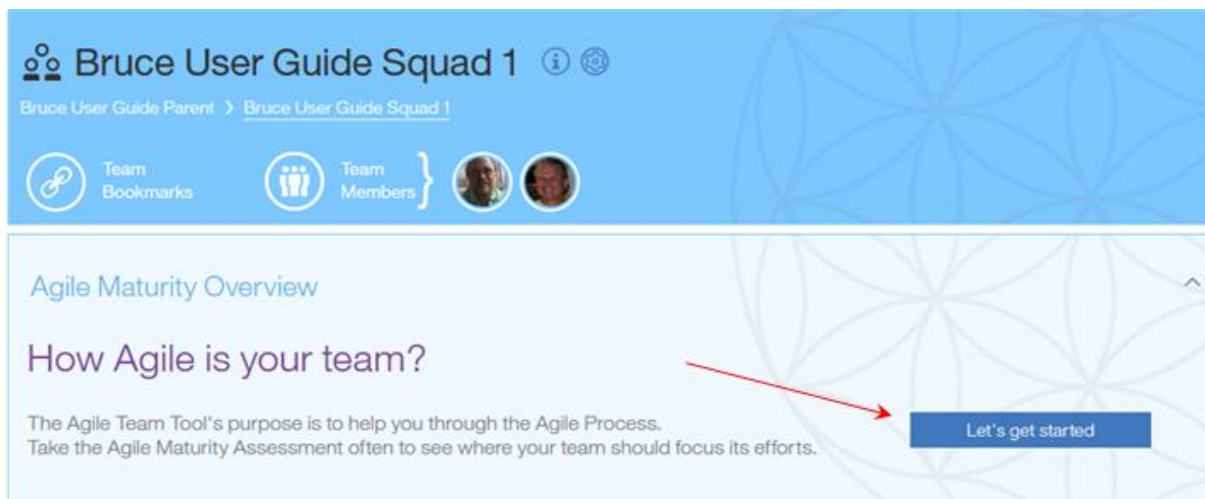 Bruce User Guide Squad 1
Bruce User Guide Parent > Bruce User Guide Squad 1
Team
Bookmarks
Team
Members
Agile Maturity Overview
How Agile is your team?
The Agile Team Tool's purpose is to help you through the Agile Process.
Take the Agile Maturity Assessment often to see where your team should focus its efforts.
Let's get started